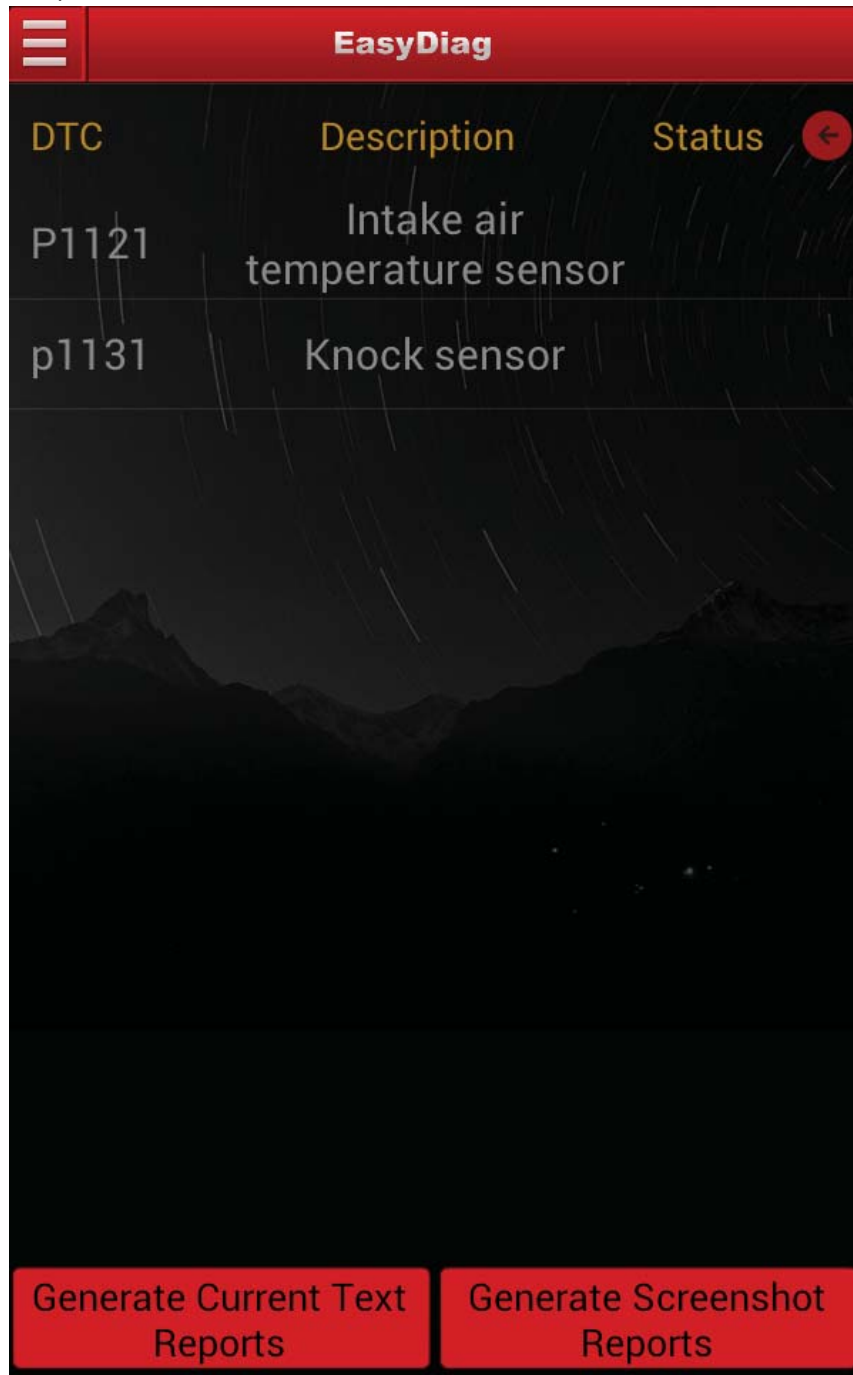 EasyDiag
DTC Description Status
P1121 Intake air
temperature sensor
p1131 Knock sensor
Generate Current Text
Reports
Generate Screenshot
Reports